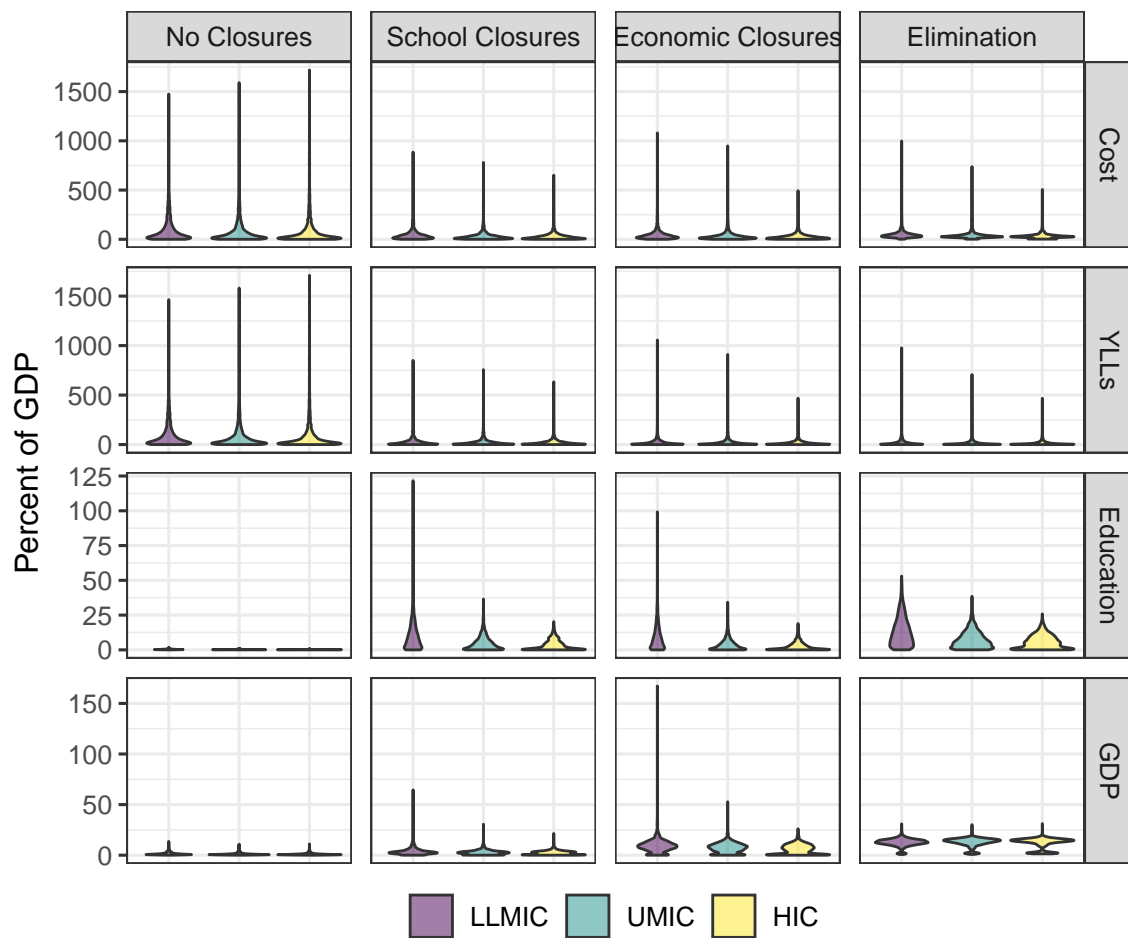 No Closures School Closures Economic Closures Elimination
1500
1000
500
0
Cost
1500
1000
500
0
YLLs
Percent of GDP
125
100
75
50
25
0
Education
150
100
50
0
GDP
LLMIC UMIC HIC